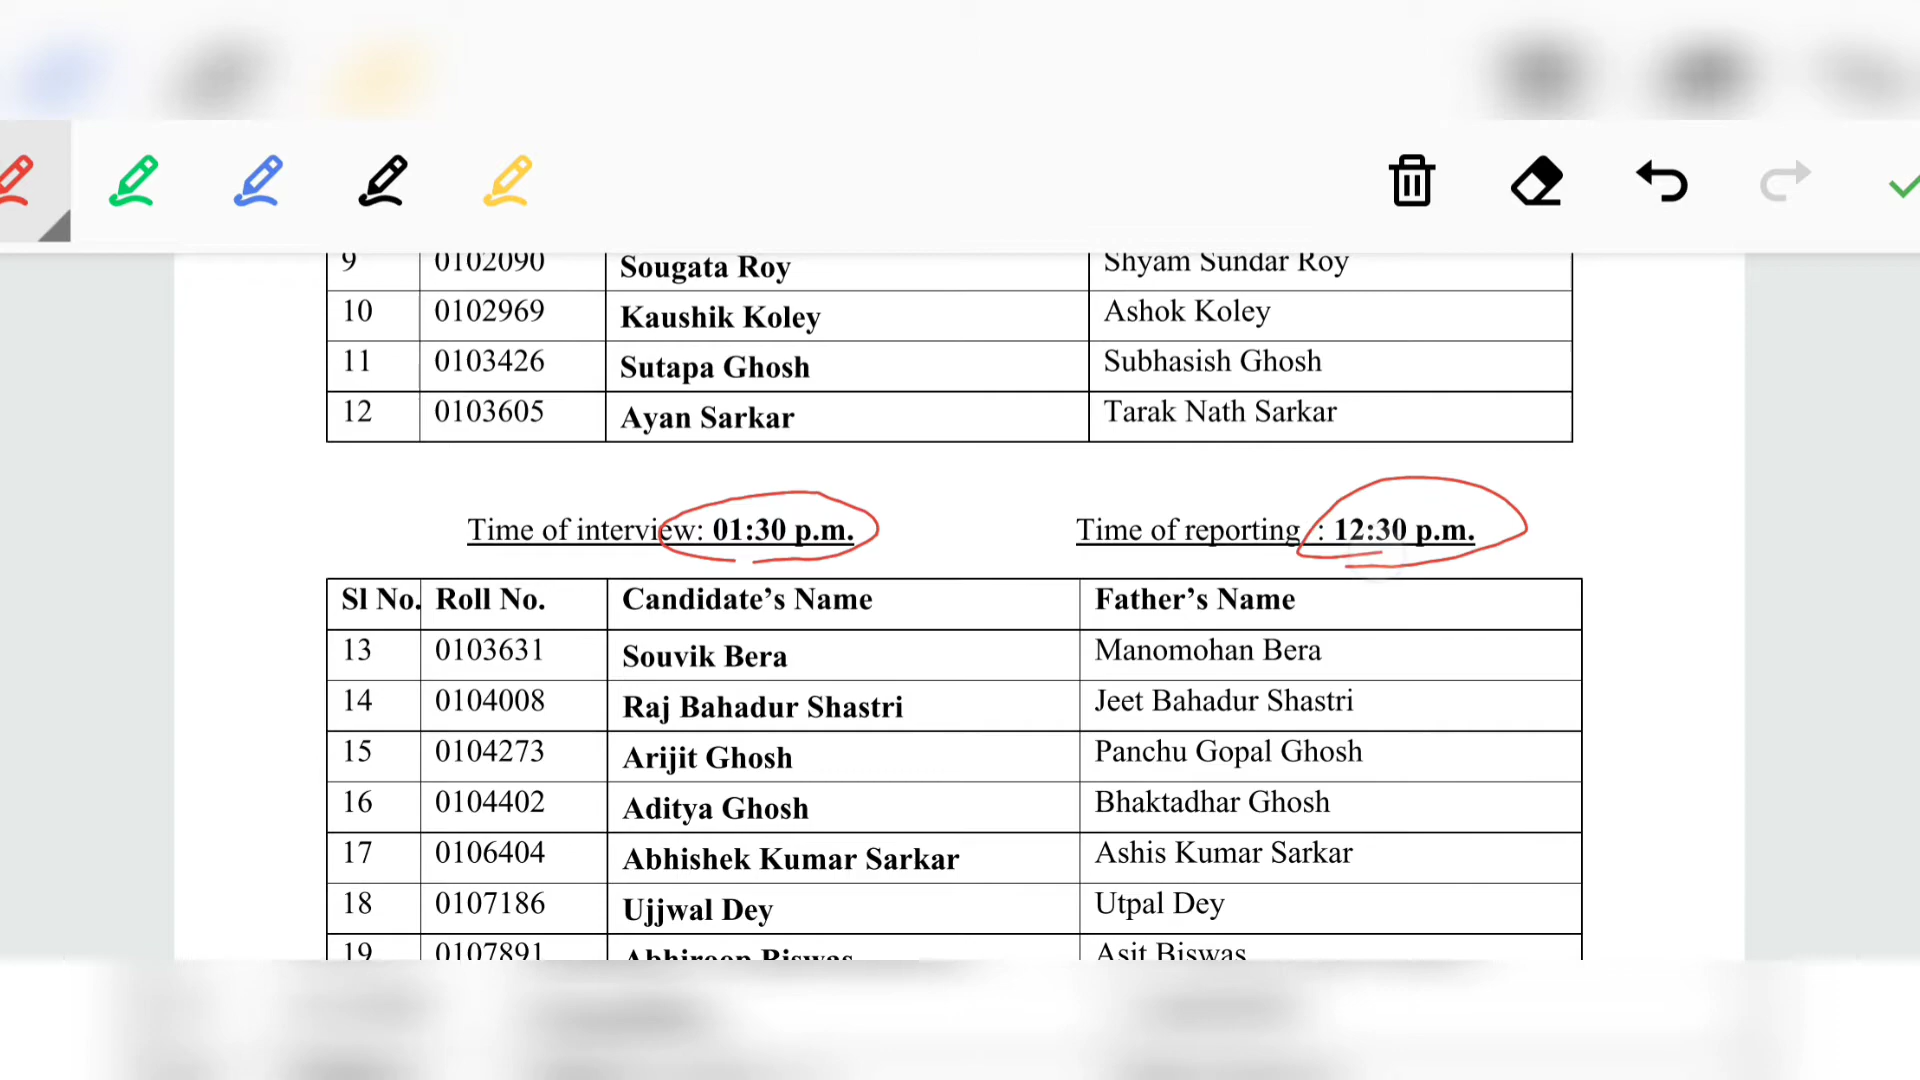 9 0102090 Sougata Roy Shyam Sundar Roy
10 0102969 Kaushik Koley Ashok Koley
11 0103426 Sutapa Ghosh Subhasish Ghosh
12 0103605 Ayan Sarkar Tarak Nath Sarkar
Time of interview: 01:30 p.m. Time of reporting : 12:30 p.m.
Sl No. Roll No. Candidate’s Name Father’s Name
13 0103631 Souvik Bera Manomohan Bera
14 0104008 Raj Bahadur Shastri Jeet Bahadur Shastri
15 0104273 Arijit Ghosh Panchu Gopal Ghosh
16 0104402 Aditya Ghosh Bhaktadhar Ghosh
17 0106404 Abhishek Kumar Sarkar Ashis Kumar Sarkar
18 0107186 Ujjwal Dey Utpal Dey
19 0107891 Abhiroop Biswas Asit Biswas